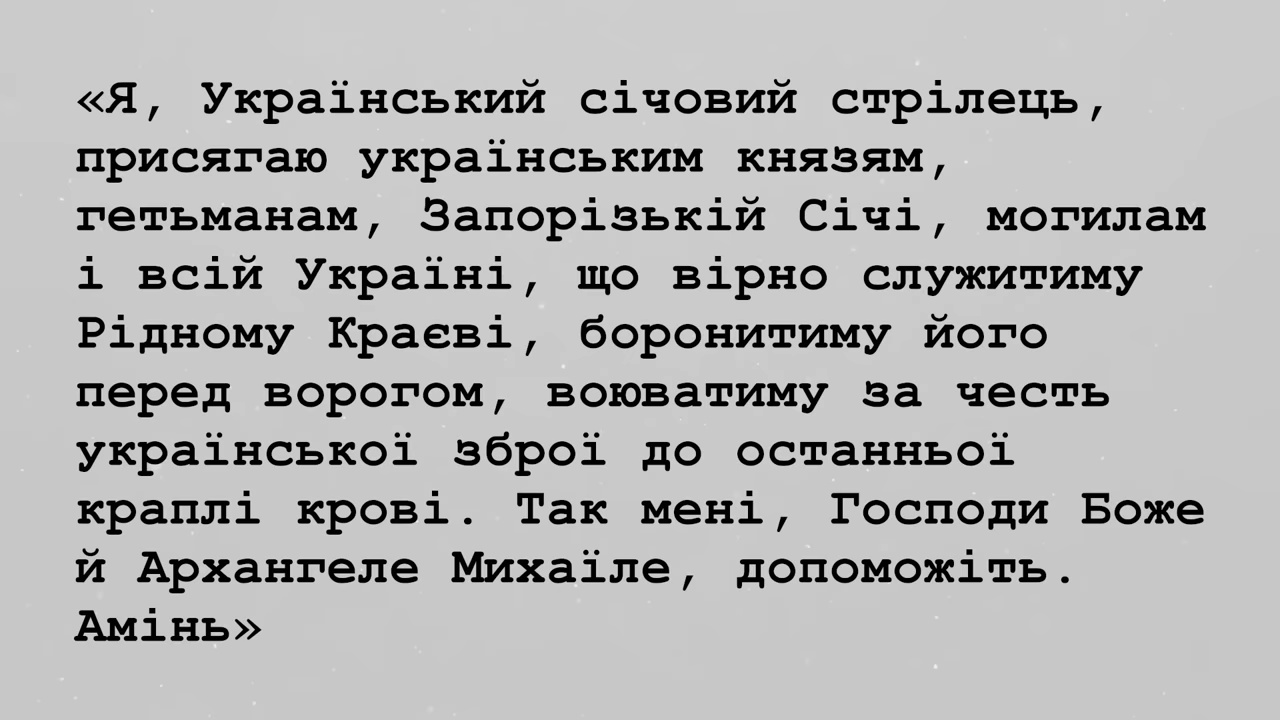 «Я, Український січовий стрілець,
присягаю українським князям,
гетьманам, Запорізькій Січі, могилам
і всій Україні, що вірно служитиму
Рідному Краєві, боронитиму його
перед ворогом, воюватиму за честь
української зброї до останньої
краплі крові. Так мені, Господи Боже
й Архангеле Михаїле, допоможіть.
Амінь»